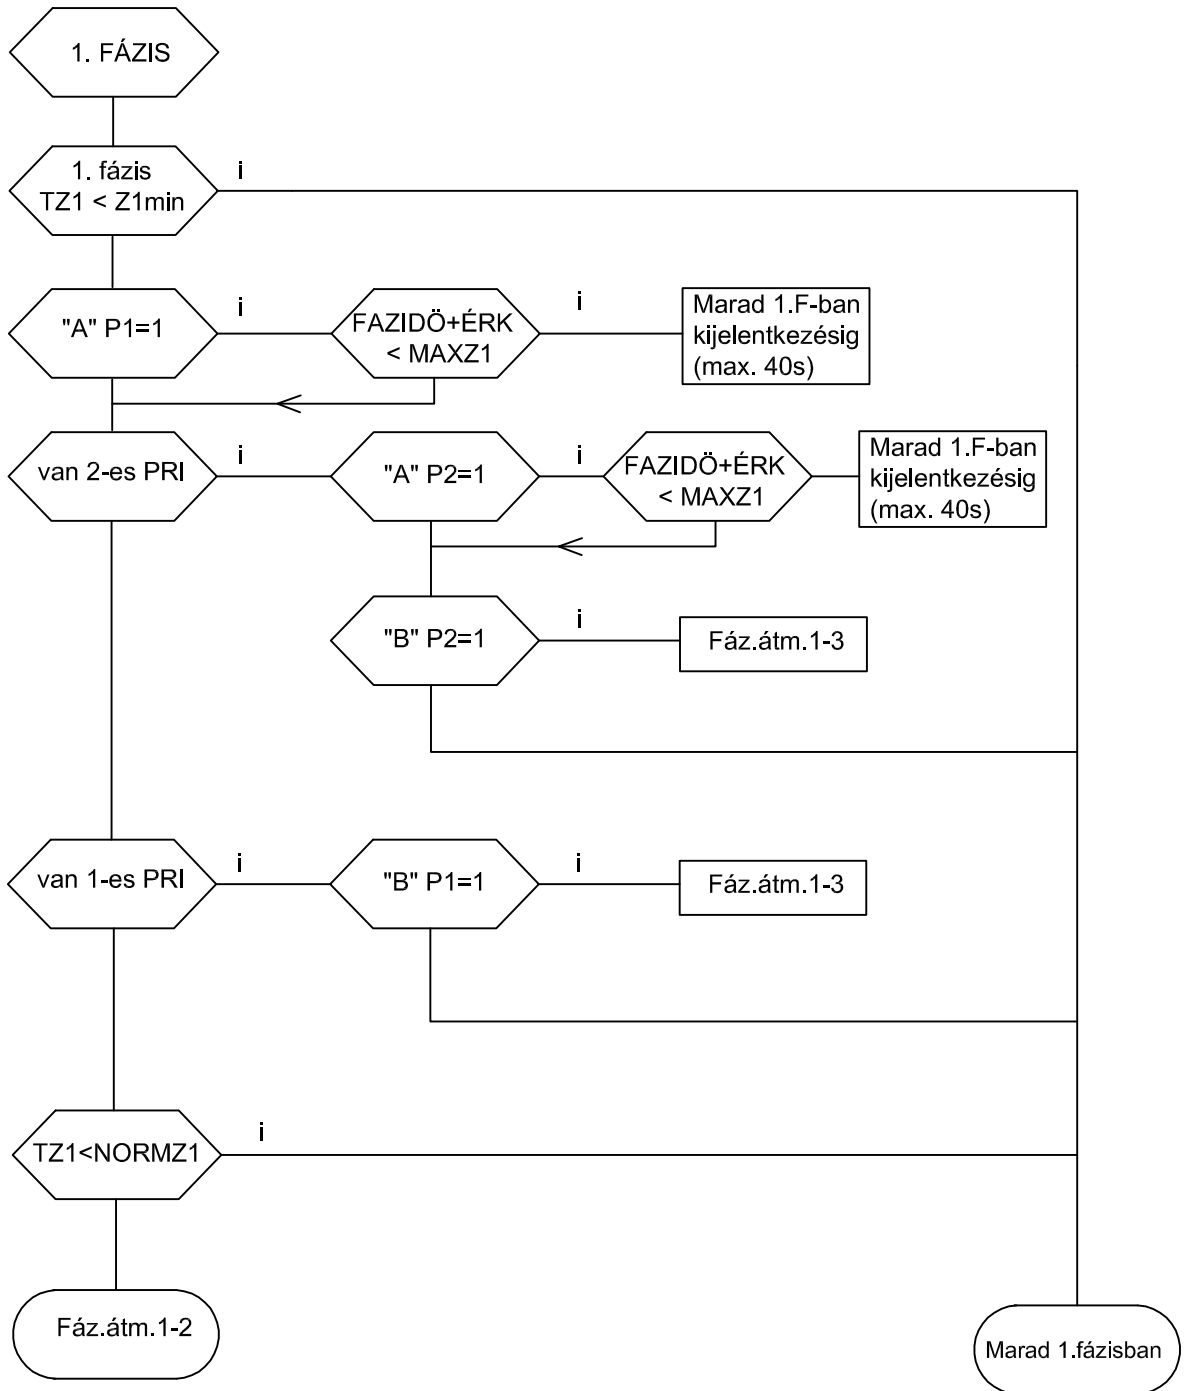 1. FÁZIS
1. fázis
TZ1 < Z1min
i
"A" P1=1
i
FAZIDÖ+ÉRK
< MAXZ1
i
Marad 1.F-ban
kijelentkezésig
(max. 40s)
van 2-es PRI
i
"A" P2=1
i
FAZIDÖ+ÉRK
< MAXZ1
Marad 1.F-ban
kijelentkezésig
(max. 40s)
"B" P2=1
i
Fáz.átm.1-3
van 1-es PRI
i
"B" P1=1
i
Fáz.átm.1-3
TZ1<NORMZ1
i
Fáz.átm.1-2
Marad 1.fázisban